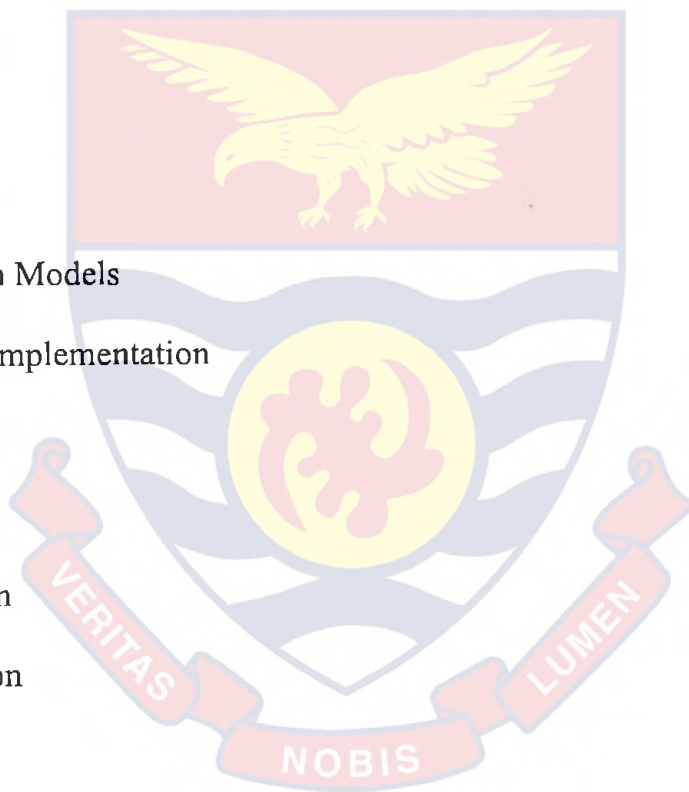 n Models
mplementation
n
on
VERITAS
NOBIS
LUMEN